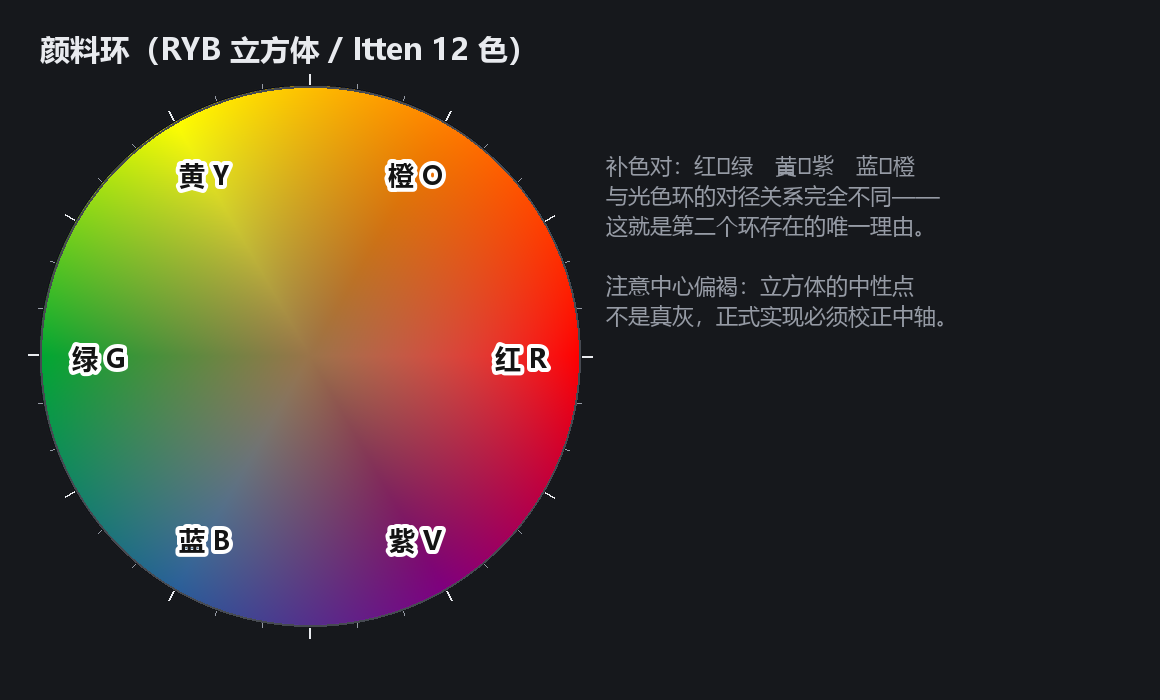 颜料环（RYB 立方体 / Itten 12 色）
黄 Y
橙 O
补色对：红□绿　黄□紫　蓝□橙
与光色环的对径关系完全不同——
这就是第二个环存在的唯一理由。
注意中心偏褐：立方体的中性点
不是真灰，正式实现必须校正中轴。
绿 G
红 R
蓝 B
紫 V